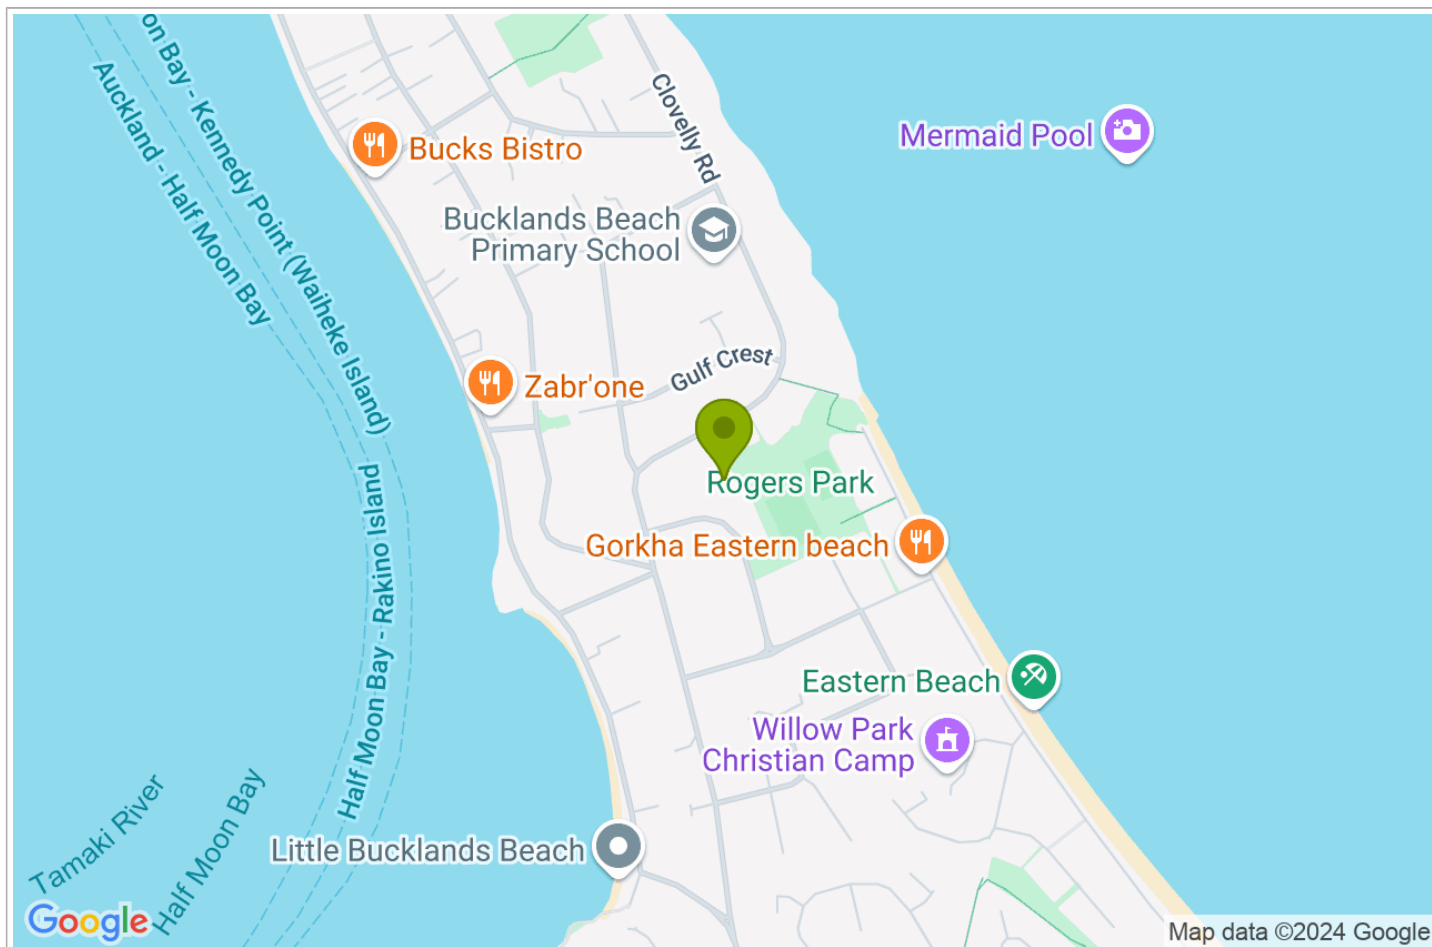 on Bay - Kennedy Point (Waiheke Island)
Auckland - Half Moon Bay
Clovelly Rd
Bucks Bistro
Mermaid Pool
Bucklands Beach
Primary School
Gulf Crest
Zabr'one
Rogers Park
Half Moon Bay - Rakino Island
Gorkha Eastern beach
Eastern Beach
Willow Park
Christian Camp
Tamaki River
Half Moon Bay
Little Bucklands Beach
Google
Map data ©2024 Google